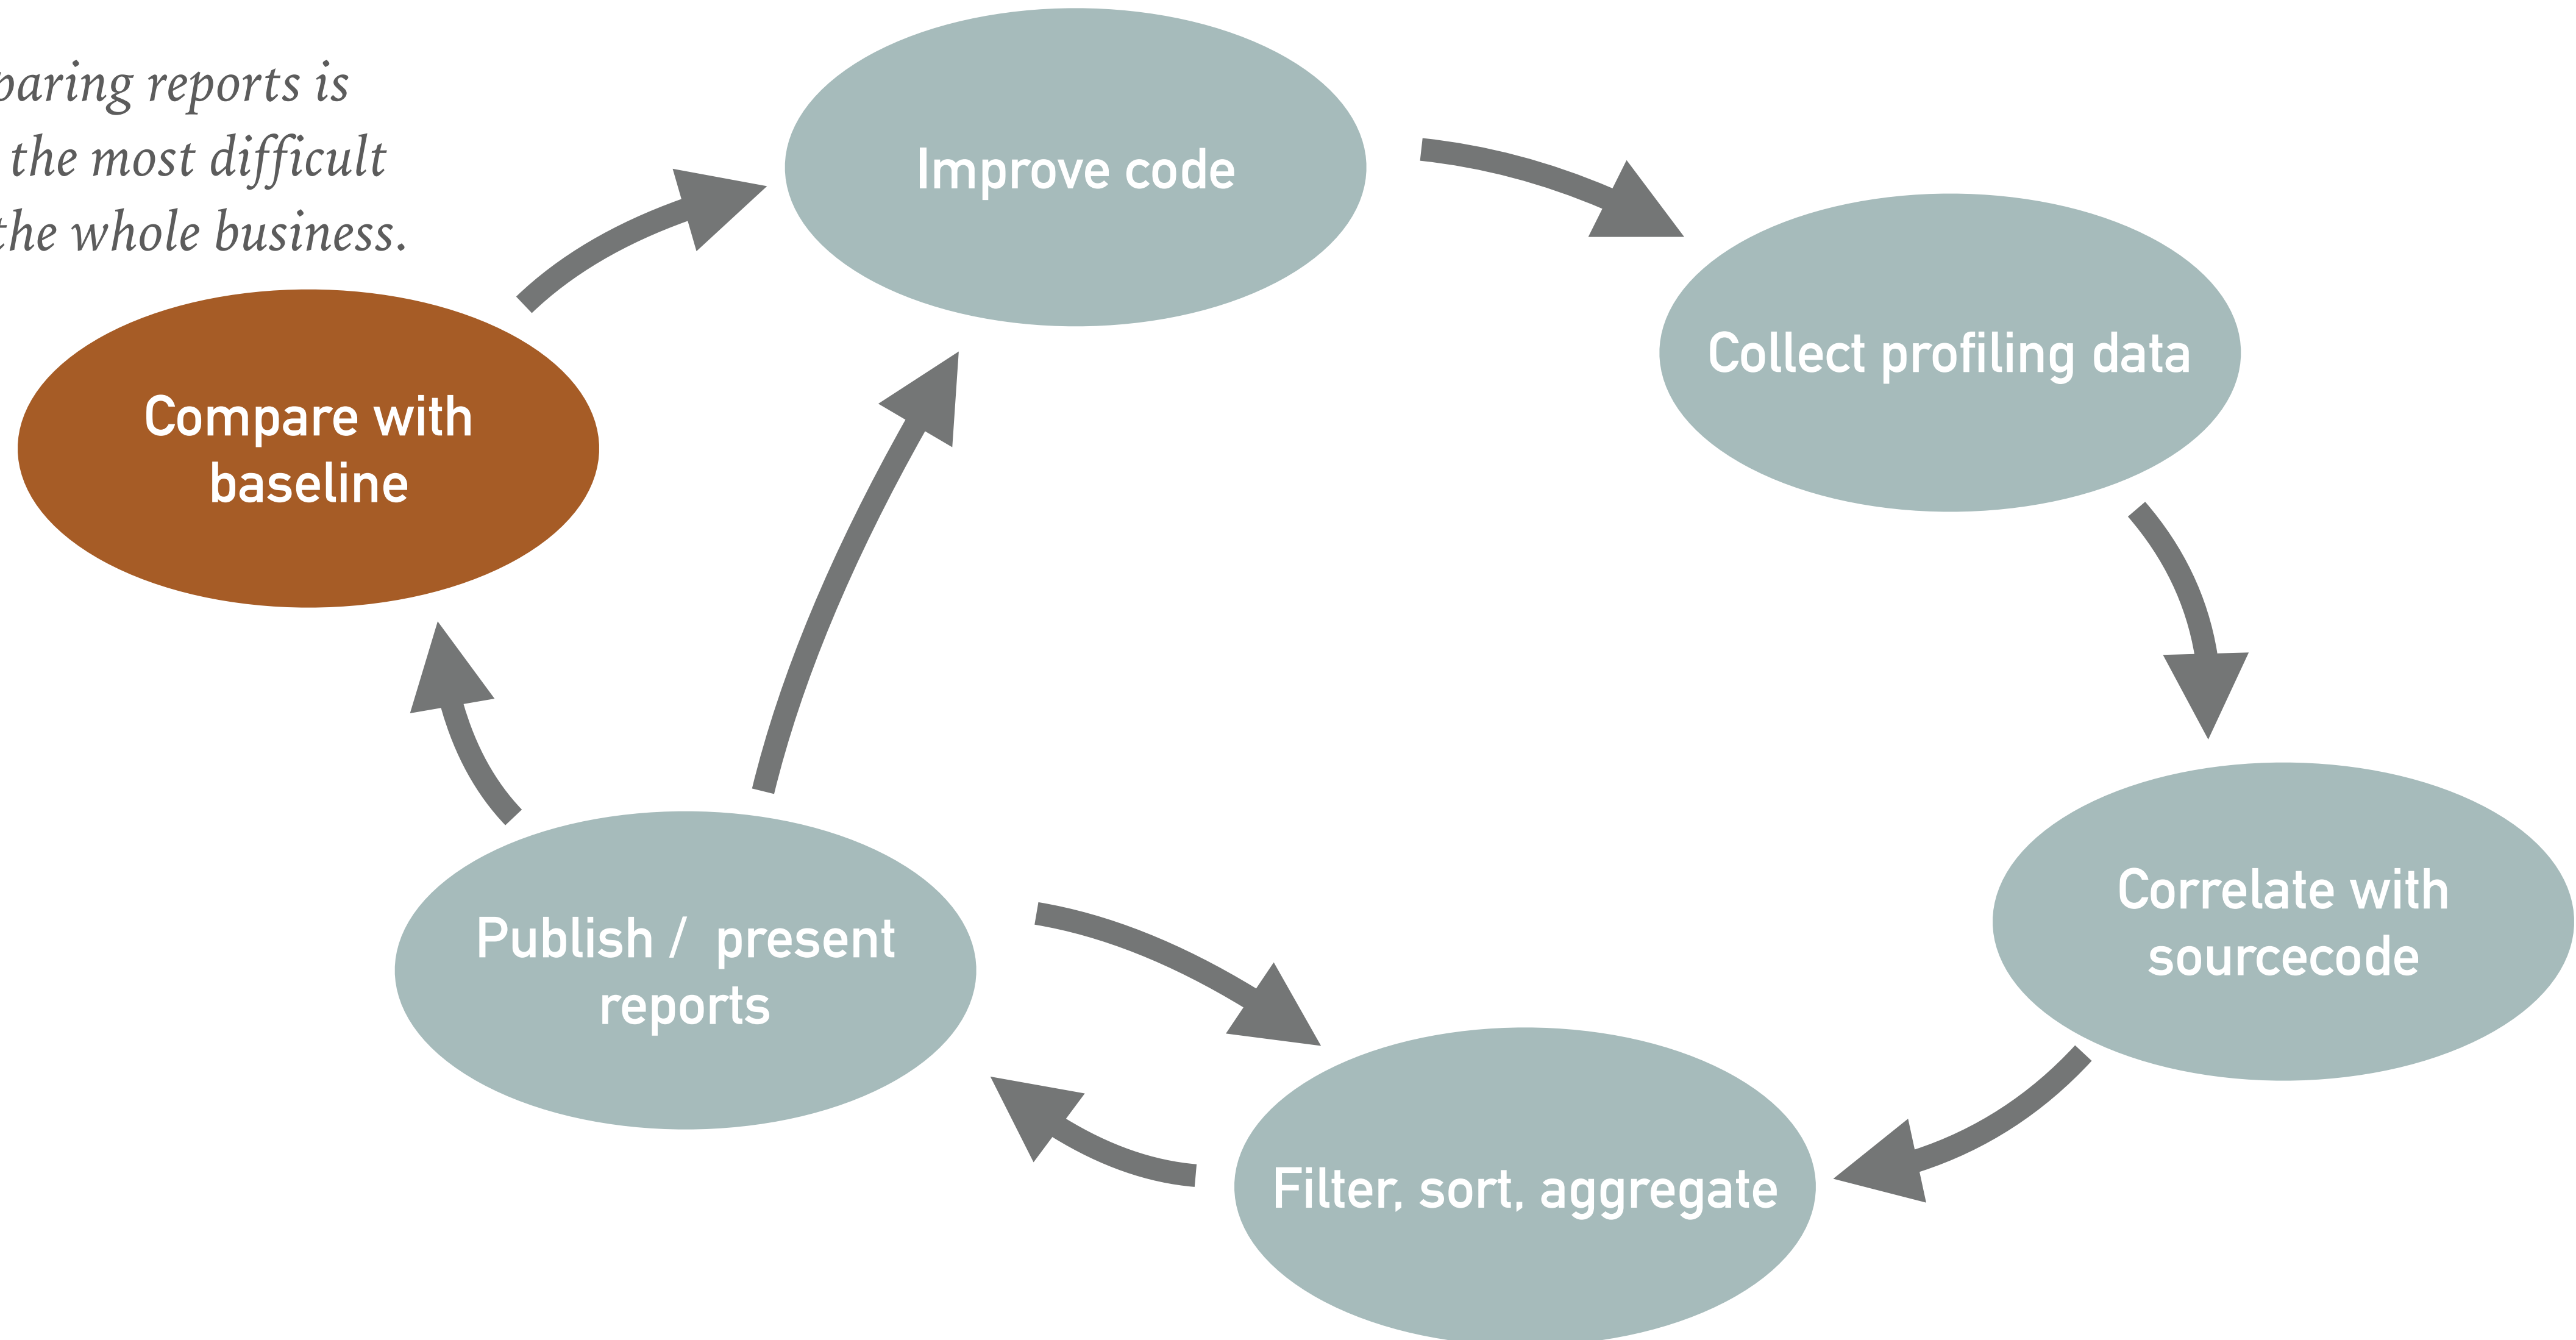 paring reports is
the most difficult
the whole business.
Improve code
Collect profiling data
Compare with
baseline
Correlate with
sourcecode
Publish / present
reports
Filter, sort, aggregate